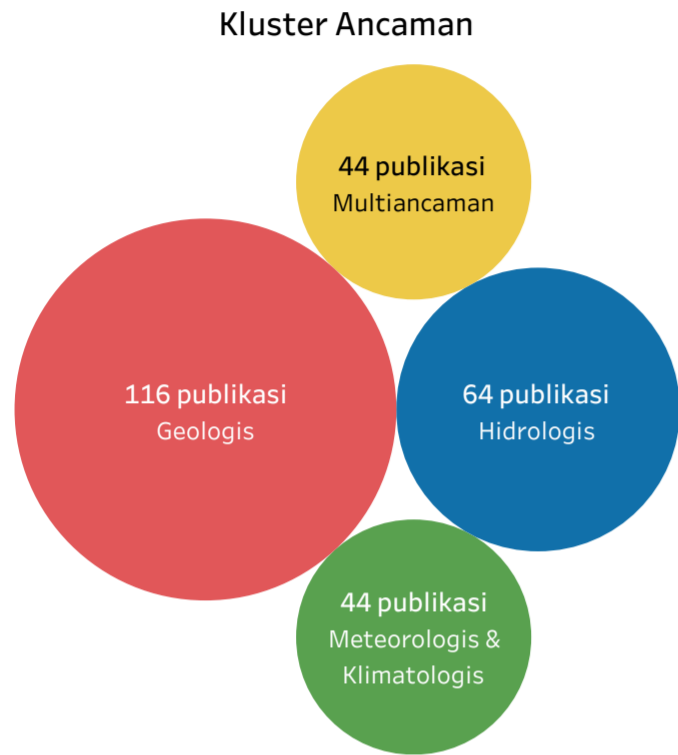 Kluster Ancaman
44 publikasi
Multiancaman
116 publikasi
Geologis
64 publikasi
Hidrologis
44 publikasi
Meteorologis &
Klimatologis